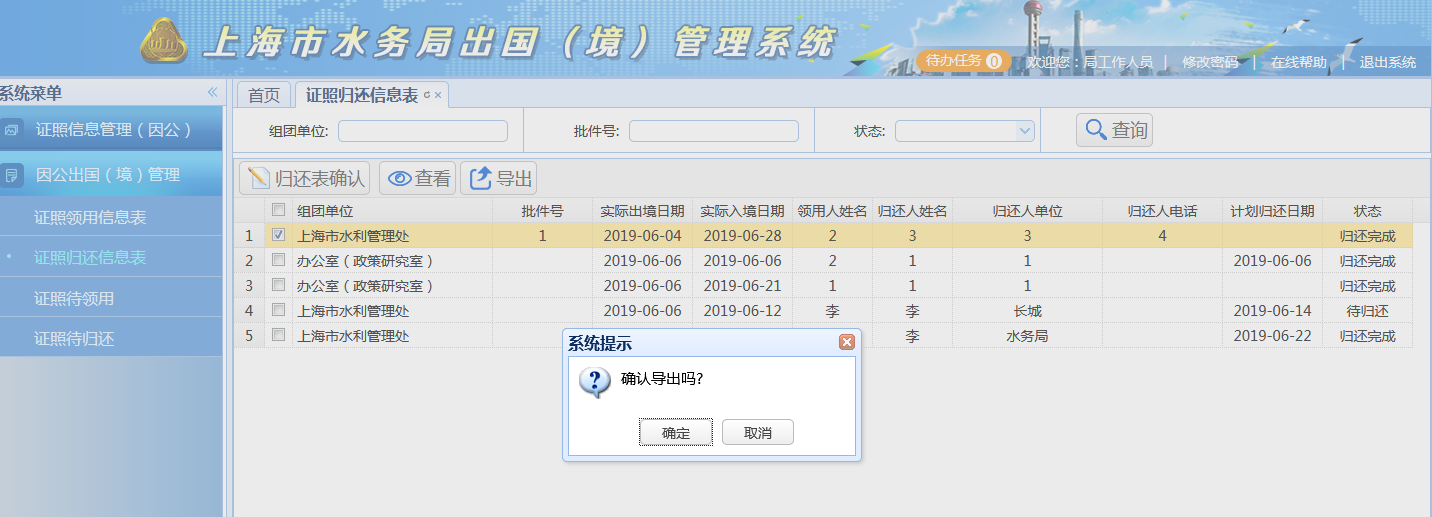 上海市水务局出国（境）管理系统
待办任务 0 欢迎您：局工作人员 | 修改密码 | 在线帮助 | 退出系统
系统菜单 «
首页 证照归还信息表
证照信息管理（因公）
因公出国（境）管理
证照领用信息表
证照归还信息表
证照待领用
证照待归还
组团单位: 批件号: 状态: 查询
归还表确认 查看 导出
组团单位 批件号 实际出境日期 实际入境日期 领用人姓名 归还人姓名 归还人单位 归还人电话 计划归还日期 状态
1 上海市水利管理处 1 2019-06-04 2019-06-28 2 3 3 4 归还完成
2 办公室（政策研究室） 2019-06-06 2019-06-06 2 1 1 2019-06-06 归还完成
3 办公室（政策研究室） 2019-06-06 2019-06-21 1 1 1 归还完成
4 上海市水利管理处 2019-06-06 2019-06-12 李 李 长城 2019-06-14 待归还
5 上海市水利管理处 李 水务局 2019-06-22 归还完成
系统提示
确认导出吗?
确定 取消